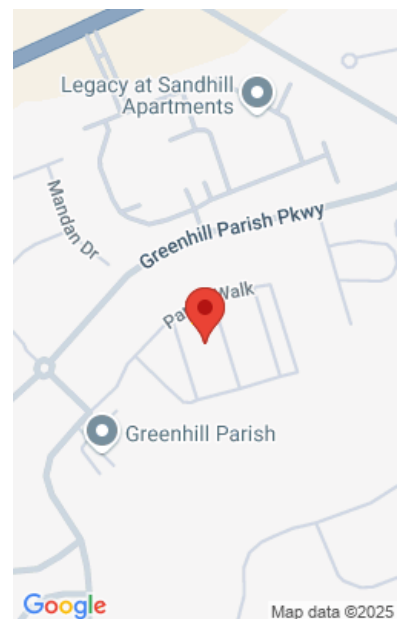 Legacy at Sandhill
Apartments
Mandan Dr
Greenhill Parish Pkwy
Walk
Greenhill Parish
Google
Map data ©2025